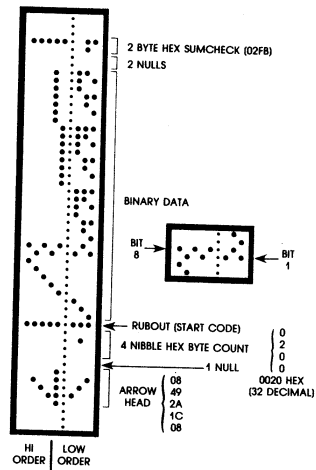 2 BYTE HEX SUMCHECK (02FB)
2 NULLS
BINARY DATA
BIT
8
BIT
1
RUBOUT (START CODE)
4 NIBBLE HEX BYTE COUNT
0
2
0
0
0020 HEX
(32 DECIMAL)
1 NULL
ARROW
HEAD
08
49
2A
1C
08
HI
ORDER
LOW
ORDER